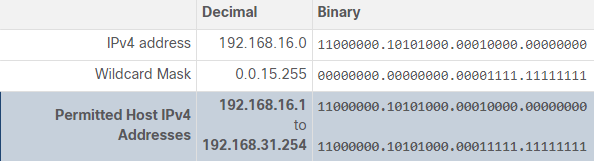 Decimal Binary
IPv4 address 192.168.16.0 11000000.10101000.00010000.00000000
Wildcard Mask 0.0.15.255 00000000.00000000.00001111.11111111
Permitted Host IPv4 Addresses 192.168.16.1 11000000.10101000.00010000.00000000
to
192.168.31.254 11000000.10101000.00011111.11111111